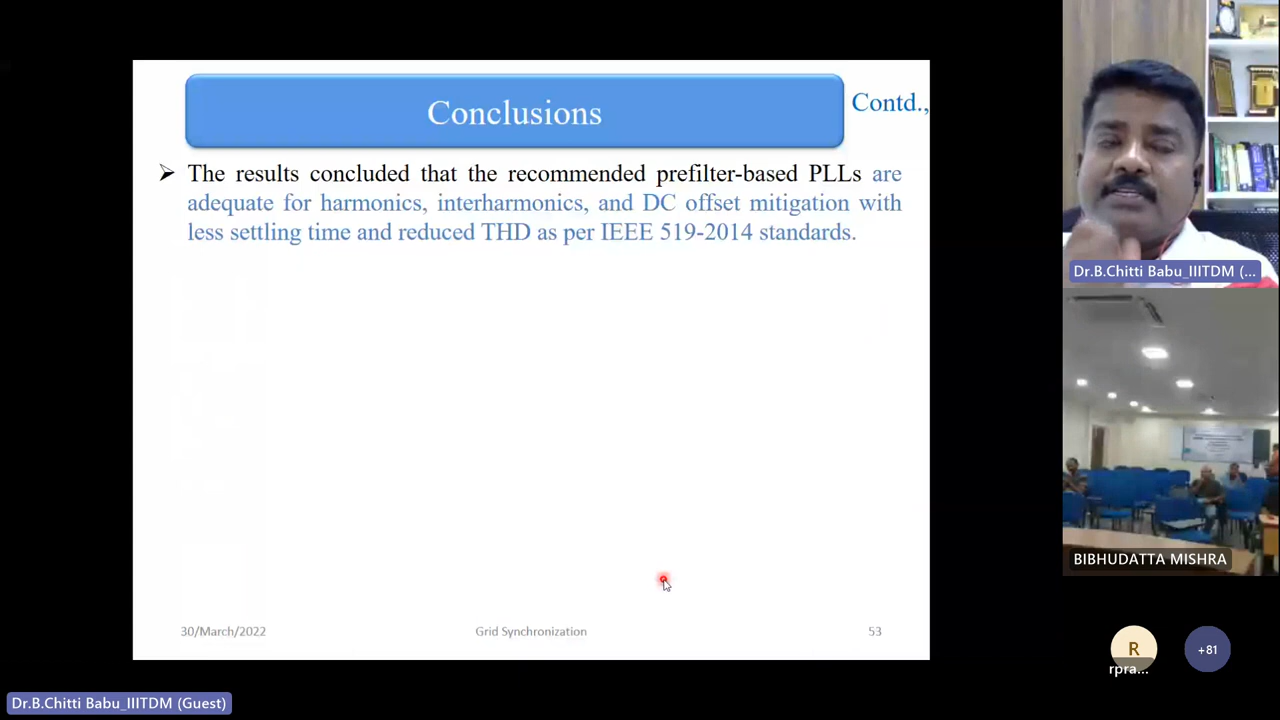 Conclusions
Contd.,
➢ The results concluded that the recommended prefilter-based PLLs are
adequate for harmonics, interharmonics, and DC offset mitigation with
less settling time and reduced THD as per IEEE 519-2014 standards.
30/March/2022
Grid Synchronization
53
Dr.B.Chitti Babu_IIITDM (...
BIBHUDATTA MISHRA
R
rpra...
+81
Dr.B.Chitti Babu_IIITDM (Guest)